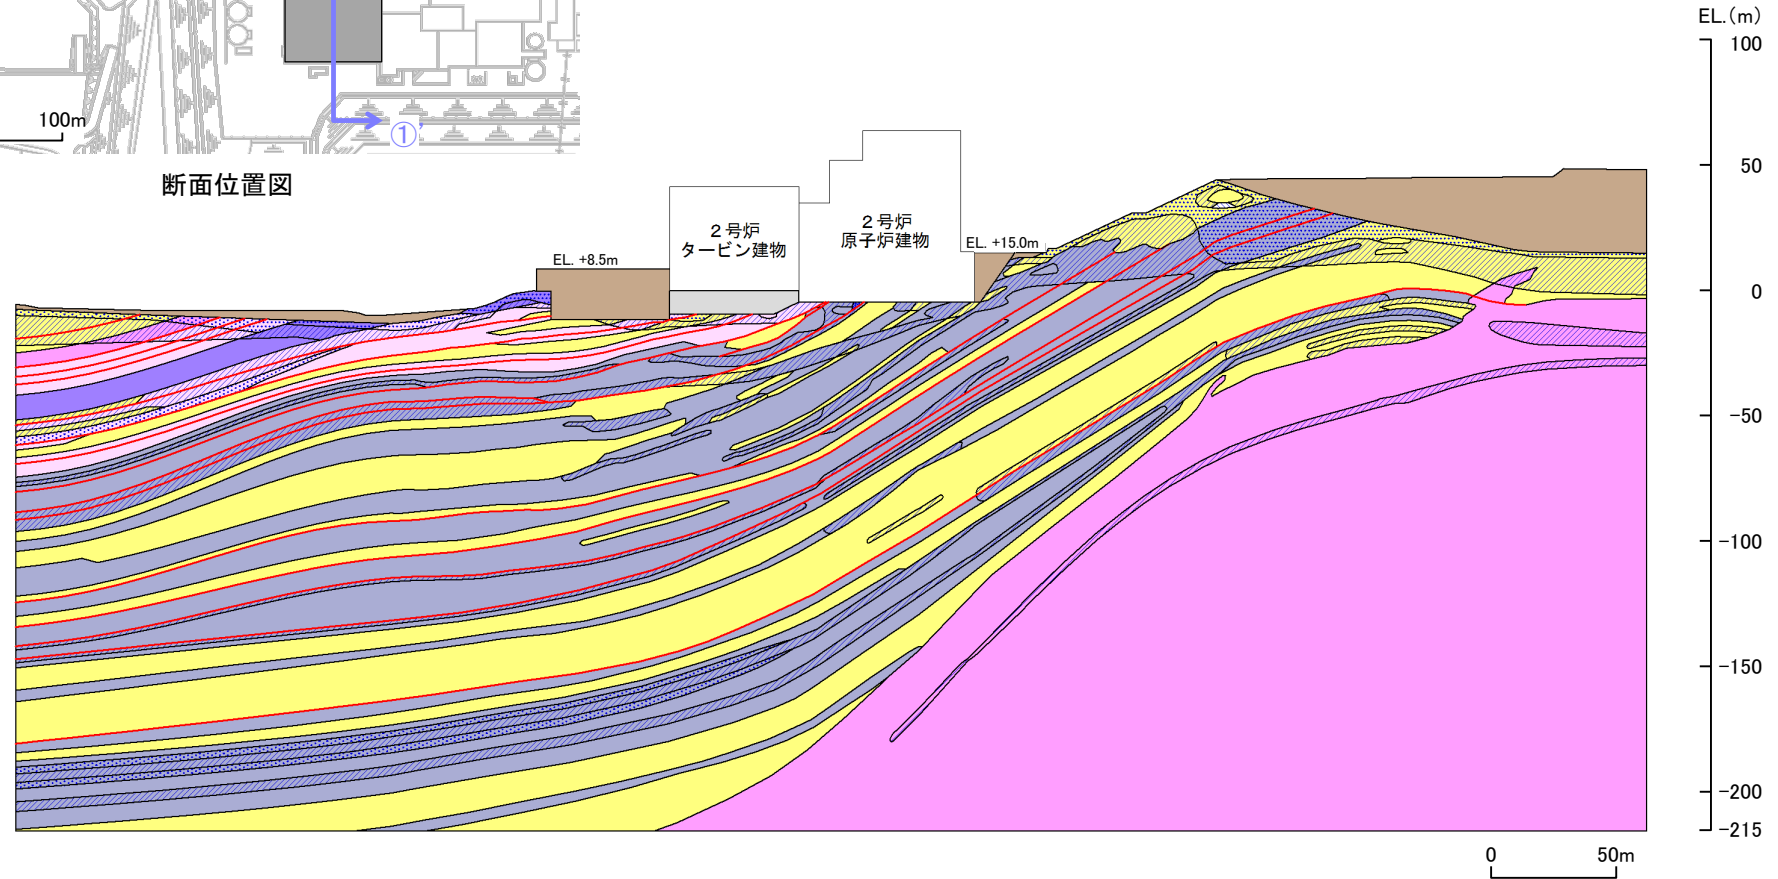 100m
①’
断面位置図
EL.(m)
100
50
0
-50
-100
-150
-200
-215
2号炉
タービン建物
2号炉
原子炉建物
EL. +8.5m
EL. +15.0m
0 50m